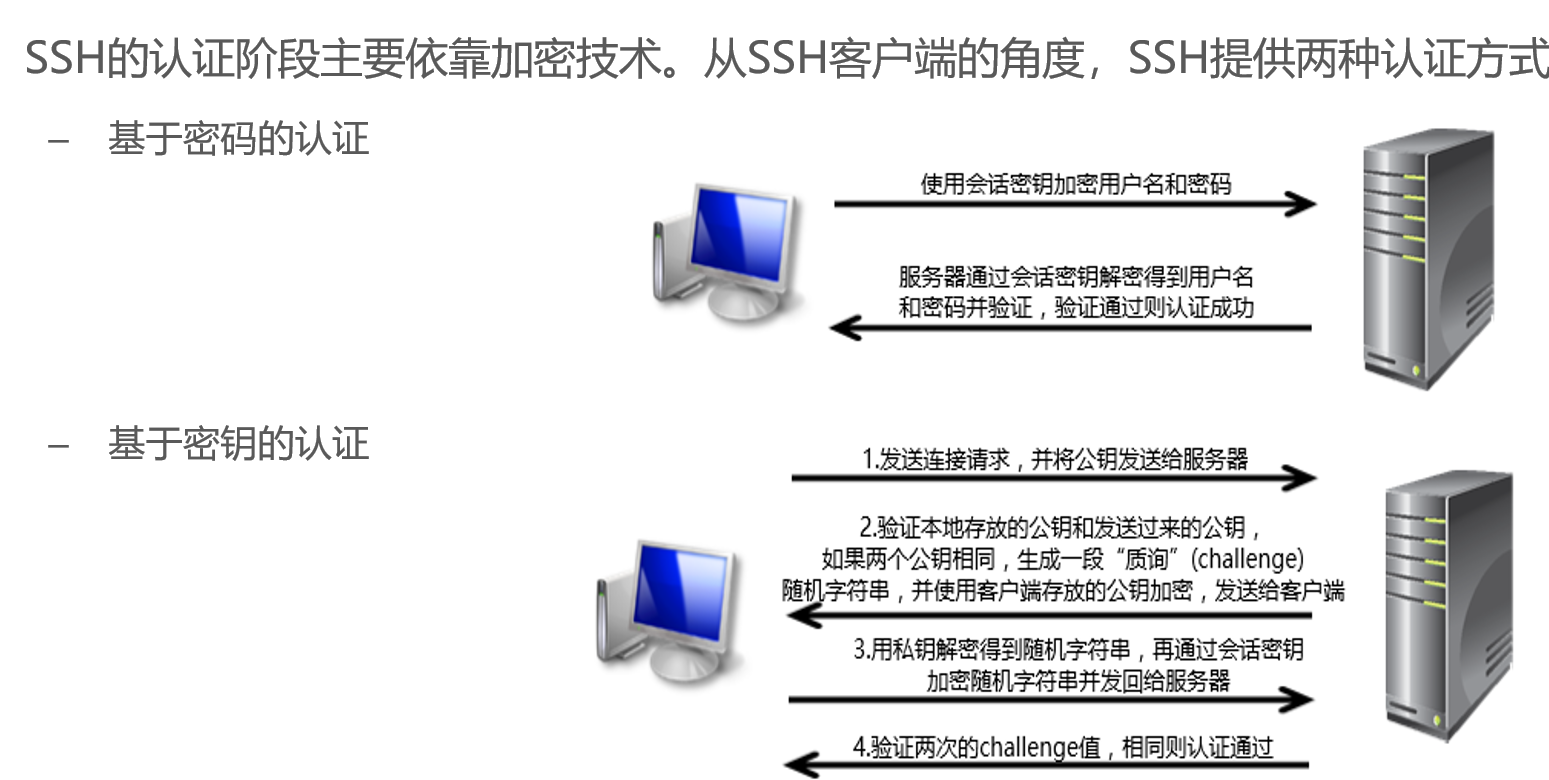 SSH的认证阶段主要依靠加密技术。从SSH客户端的角度，SSH提供两种认证方式
– 基于密码的认证
使用会话密钥加密用户名和密码
服务器通过会话密钥解密得到用户名
和密码并验证，验证通过则认证成功
– 基于密钥的认证
1.发送连接请求，并将公钥发送给服务器
2.验证本地存放的公钥和发送过来的公钥，
如果两个公钥相同，生成一段“质询”(challenge)
随机字符串，并使用客户端存放的公钥加密，发送给客户端
3.用私钥解密得到随机字符串，再通过会话密钥
加密随机字符串并发回给服务器
4.验证两次的challenge值，相同则认证通过